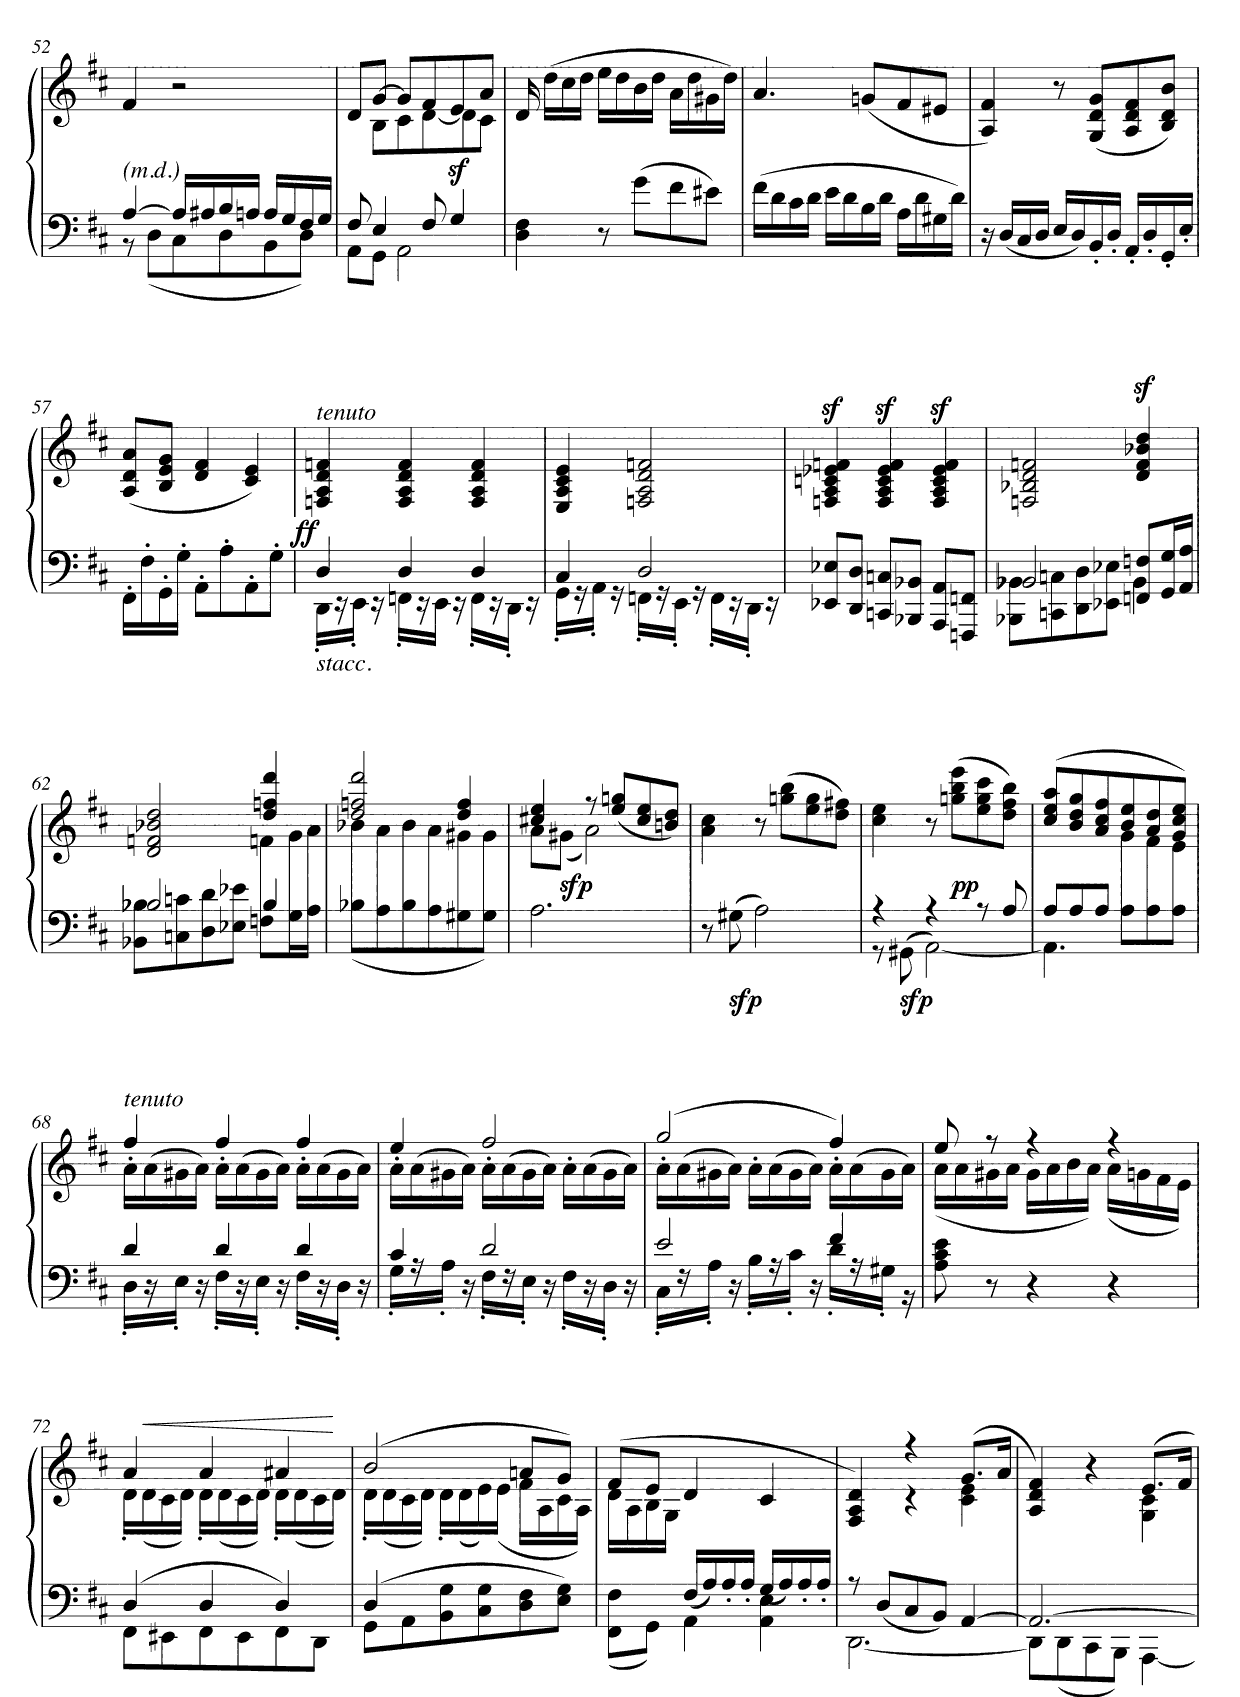 52
(m.d.)
sf
57
tenuto
sf sf sf
sf
ff
stacc.
62
sfp
pp
sfp
sfp
68
tenuto
72